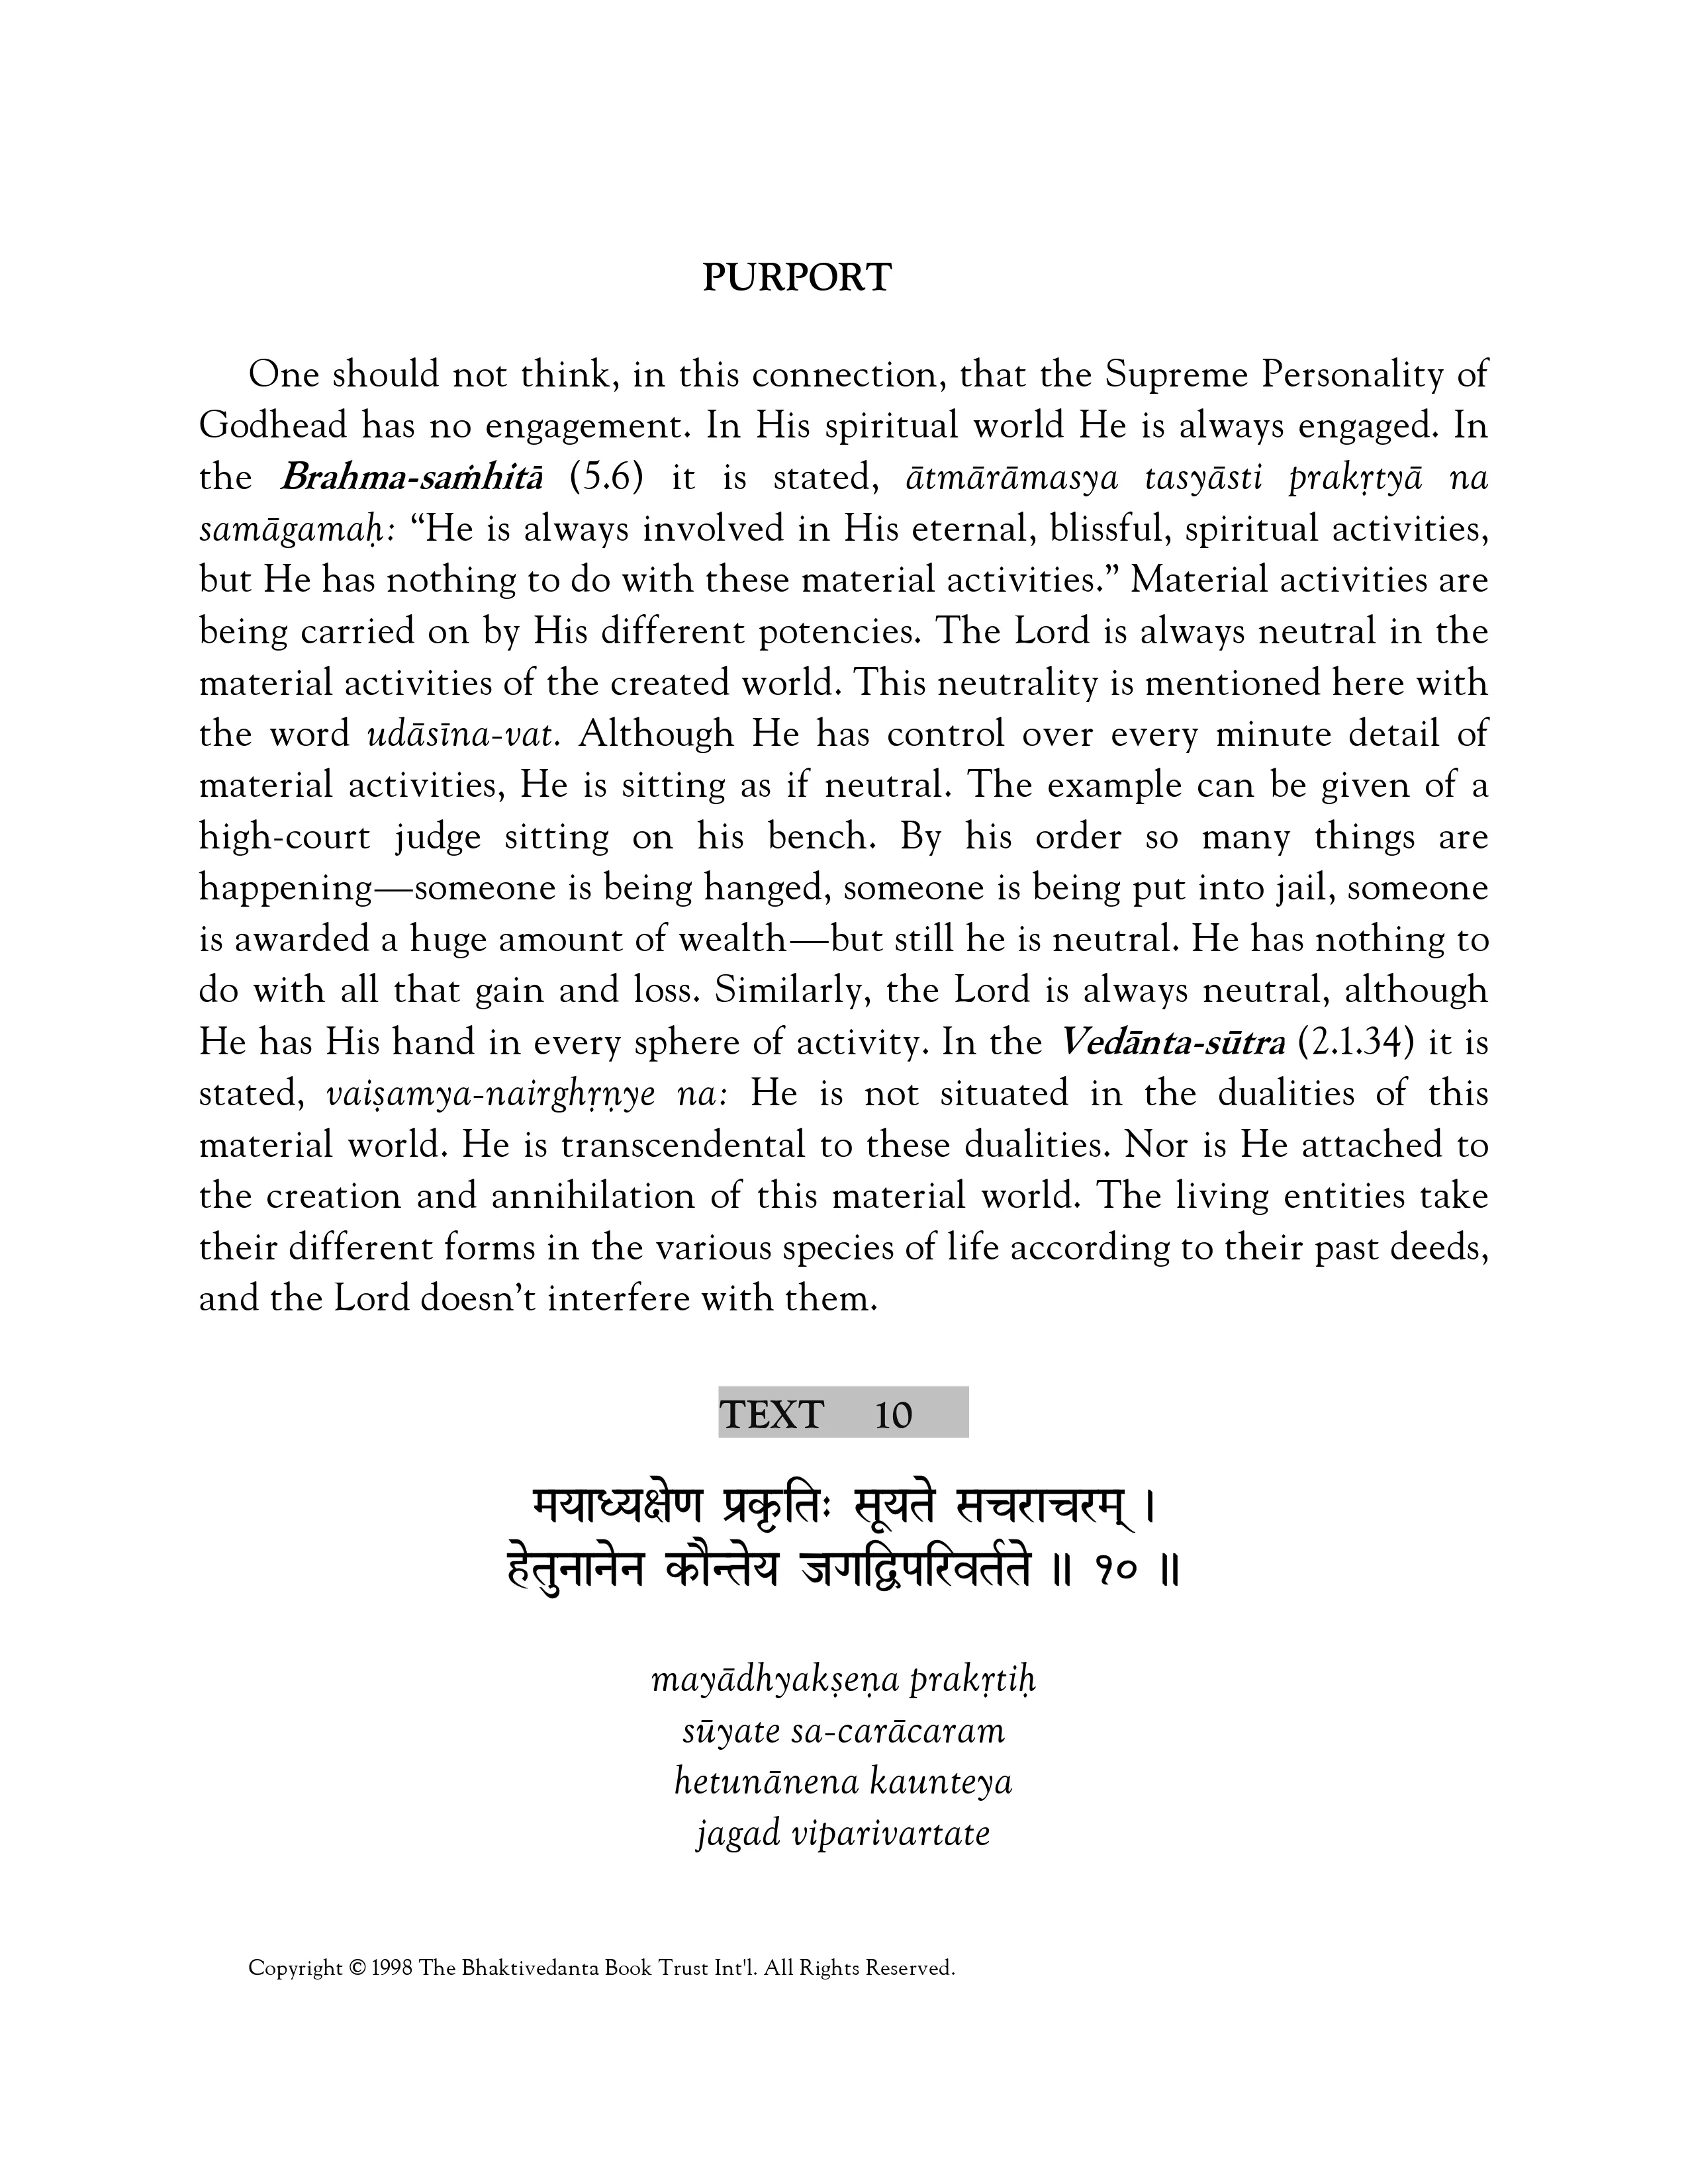 PURPORT
One should not think, in this connection, that the Supreme Personality of
Godhead has no engagement. In His spiritual world He is always engaged. In
the Brahma-saṁhitā (5.6) it is stated, ātmārāmasya tasyāsti prakṛtyā na
samāgamaḥ: “He is always involved in His eternal, blissful, spiritual activities,
but He has nothing to do with these material activities.” Material activities are
being carried on by His different potencies. The Lord is always neutral in the
material activities of the created world. This neutrality is mentioned here with
the word udāsīna-vat. Although He has control over every minute detail of
material activities, He is sitting as if neutral. The example can be given of a
high-court judge sitting on his bench. By his order so many things are
happening—someone is being hanged, someone is being put into jail, someone
is awarded a huge amount of wealth—but still he is neutral. He has nothing to
do with all that gain and loss. Similarly, the Lord is always neutral, although
He has His hand in every sphere of activity. In the Vedānta-sūtra (2.1.34) it is
stated, vaiṣamya-nairghṛṇye na: He is not situated in the dualities of this
material world. He is transcendental to these dualities. Nor is He attached to
the creation and annihilation of this material world. The living entities take
their different forms in the various species of life according to their past deeds,
and the Lord doesn’t interfere with them.
TEXT 10
मयाध्यक्षेण प्रकृतिः सूयते सचराचरम् ।
हेतुनानेन कौन्तेय जगद्विपरिवर्तते ॥ १० ॥
mayādhyakṣeṇa prakṛtiḥ
sūyate sa-carācaram
hetunānena kaunteya
jagad viparivartate
Copyright © 1998 The Bhaktivedanta Book Trust Int'l. All Rights Reserved.